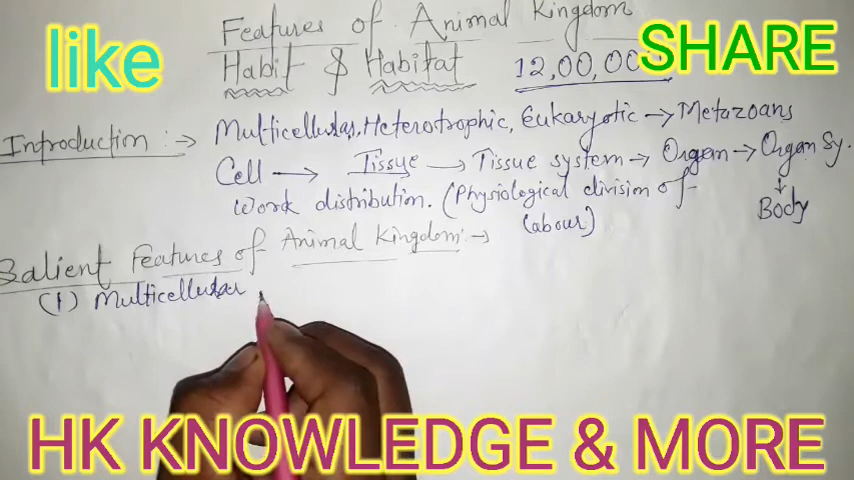 Features of Animal Kingdom
like
SHARE
Habit & Habitat 12,00,00
Introduction :→ Multicellular, Heterotrophic, Eukaryotic → Metazoans
Cell → Tissye → Tissue system → Organ → Organ Sy.
↓
Work distribution. (Physiological division of labour)
Body
Salient Features of Animal Kingdom :→
(1) Multicellular
HK KNOWLEDGE & MORE